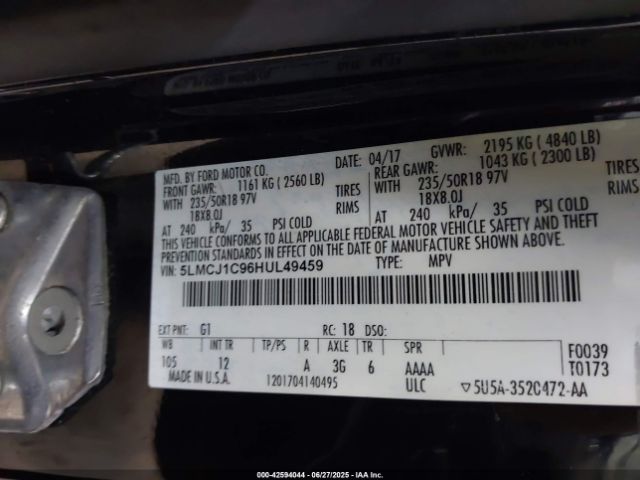 MFD. BY FORD MOTOR CO.
DATE: 04/17 GVWR: 2195 KG ( 4840 LB)
FRONT GAWR: 1161 KG ( 2560 LB) REAR GAWR: 1043 KG ( 2300 LB)
WITH 235/50R18 97V TIRES WITH 235/50R18 97V TIRES
18X8.0J RIMS 18X8.0J RIMS
AT 240 kPa/ 35 PSI COLD AT 240 kPa/ 35 PSI COLD
THIS VEHICLE CONFORMS TO ALL APPLICABLE FEDERAL MOTOR VEHICLE SAFETY AND THEFT
PREVENTION STANDARDS IN EFFECT ON THE DATE OF MANUFACTURE SHOWN ABOVE.
VIN: 5LMCJ1C96HUL49459 TYPE: MPV
EXT PNT: G1 RC: 18 DSO:
WB INT TR TP/PS R AXLE TR SPR
105 12 A 3G 6 AAAA
F0039
T0173
MADE IN U.S.A. 1201704140495 ULC ▽5U5A-3520472-AA
000-42594044 | 06/27/2025 | IAAI.COM